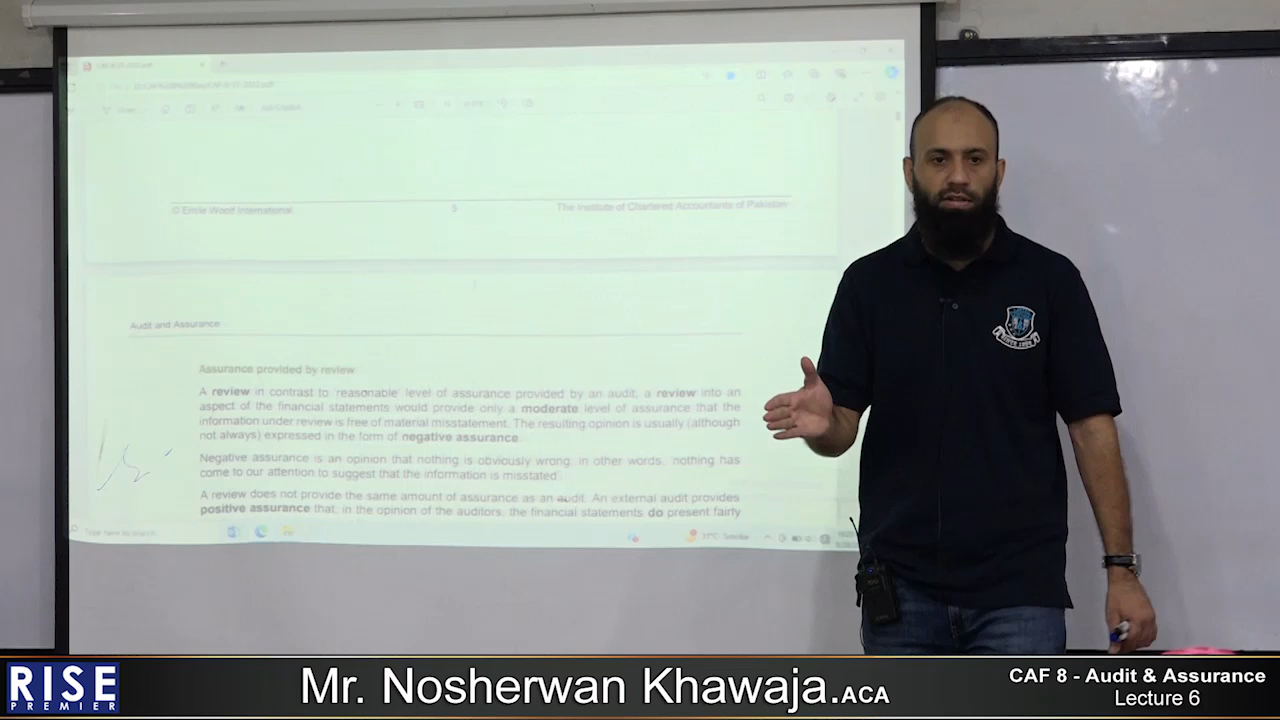 © Emile Woolf International
5
The Institute of Chartered Accountants of Pakistan
Audit and Assurance
Assurance provided by review
A review in contrast to 'reasonable' level of assurance provided by an audit, a review into an
aspect of the financial statements would provide only a moderate level of assurance that the
information under review is free of material misstatement. The resulting opinion is usually (although
not always) expressed in the form of negative assurance.
Negative assurance is an opinion that nothing is obviously wrong: in other words, 'nothing has
come to our attention to suggest that the information is misstated'.
A review does not provide the same amount of assurance as an audit. An external audit provides
positive assurance that, in the opinion of the auditors, the financial statements do present fairly
Type here to search
31°C Smoke
RISE
PREMIER
Mr. Nosherwan Khawaja.ACA
CAF 8 - Audit & Assurance
Lecture 6